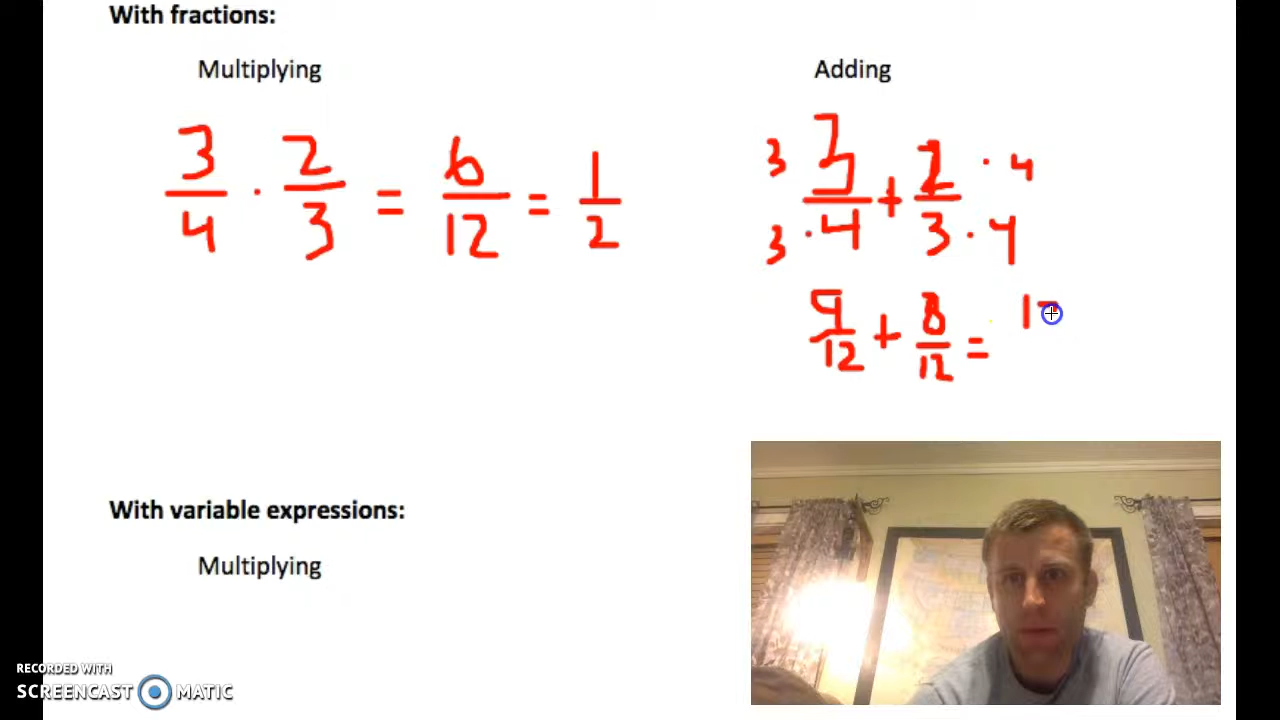 With fractions:
Multiplying
3/4 · 2/3 = 6/12 = 1/2
Adding
3 3/3 · 4 + 2 · 4/3 · 4
9/12 + 8/12 = 17
With variable expressions:
Multiplying
RECORDED WITH
SCREENCAST MATIC